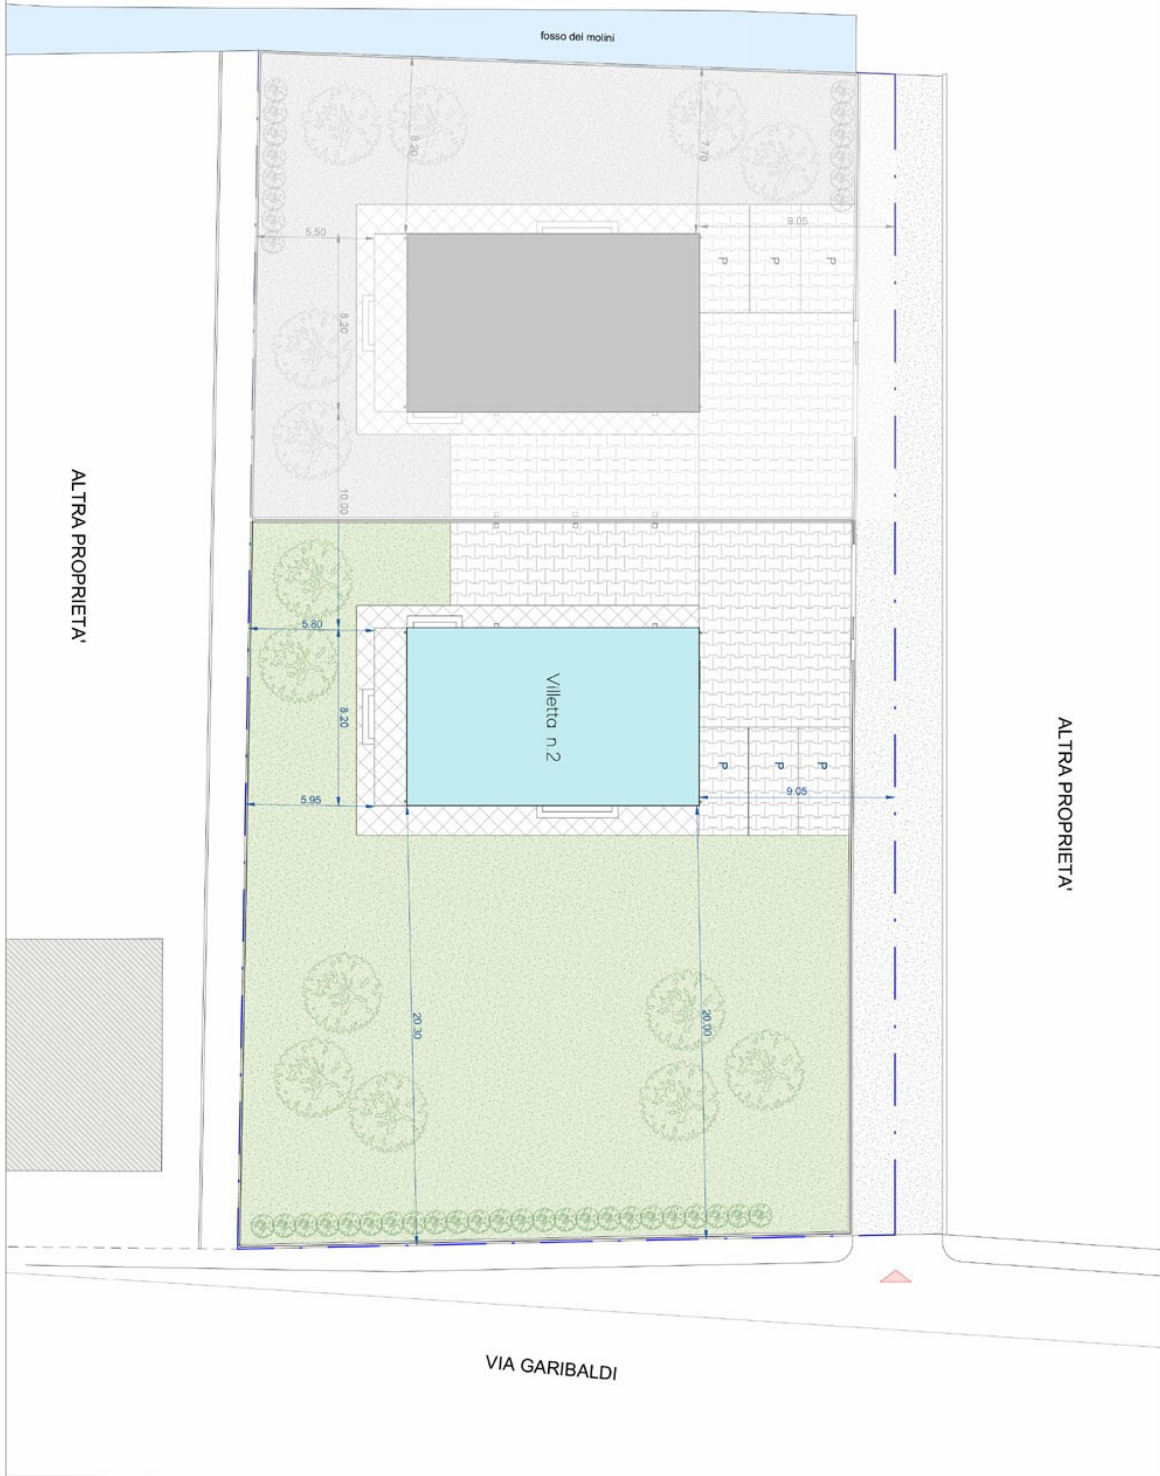 fosso dei molini
8.20
7.70
9.05
5.50
P
P
P
8.20
10.00
ALTRA PROPRIETA'
5.80
8.20
Villetta n.2
P
P
P
9.05
5.95
ALTRA PROPRIETA'
20.30
20.00
VIA GARIBALDI